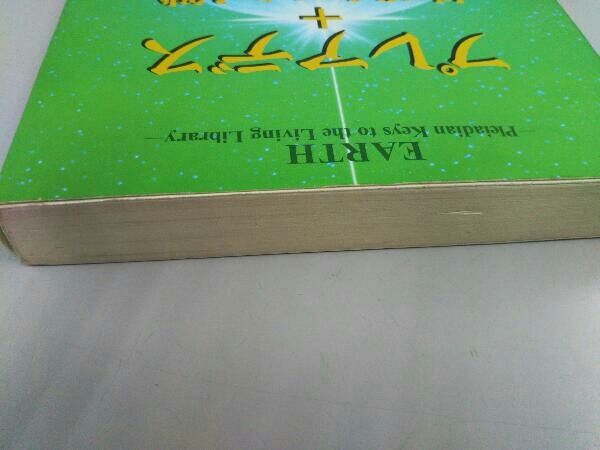 EARTH
—Pleiadian Keys to the Living Library—
プレアデス
+